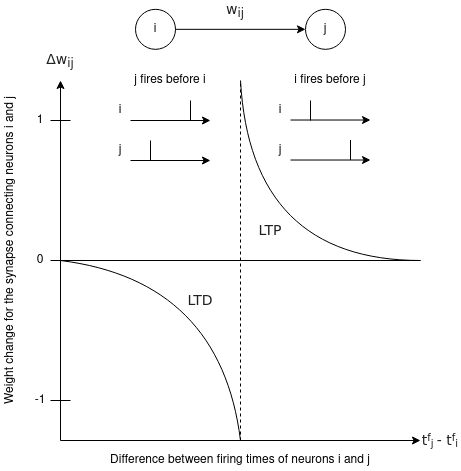 w_ij
i
j
Δw_ij
j fires before i
i fires before j
i
i
j
j
1
LTP
0
LTD
-1
Weight change for the synapse connecting neurons i and j
t^f_j - t^f_i
Difference between firing times of neurons i and j